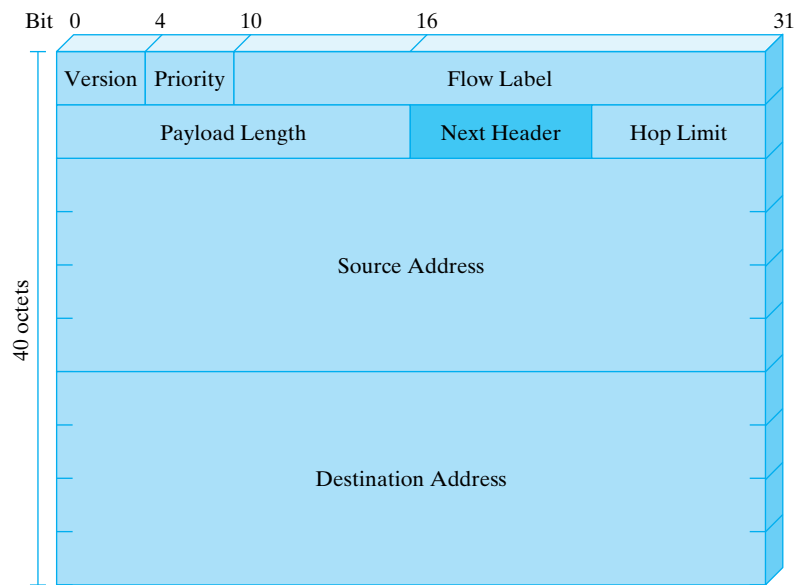 Bit 0 4 10 16 31
Version Priority Flow Label
Payload Length Next Header Hop Limit
Source Address
40 octets
Destination Address